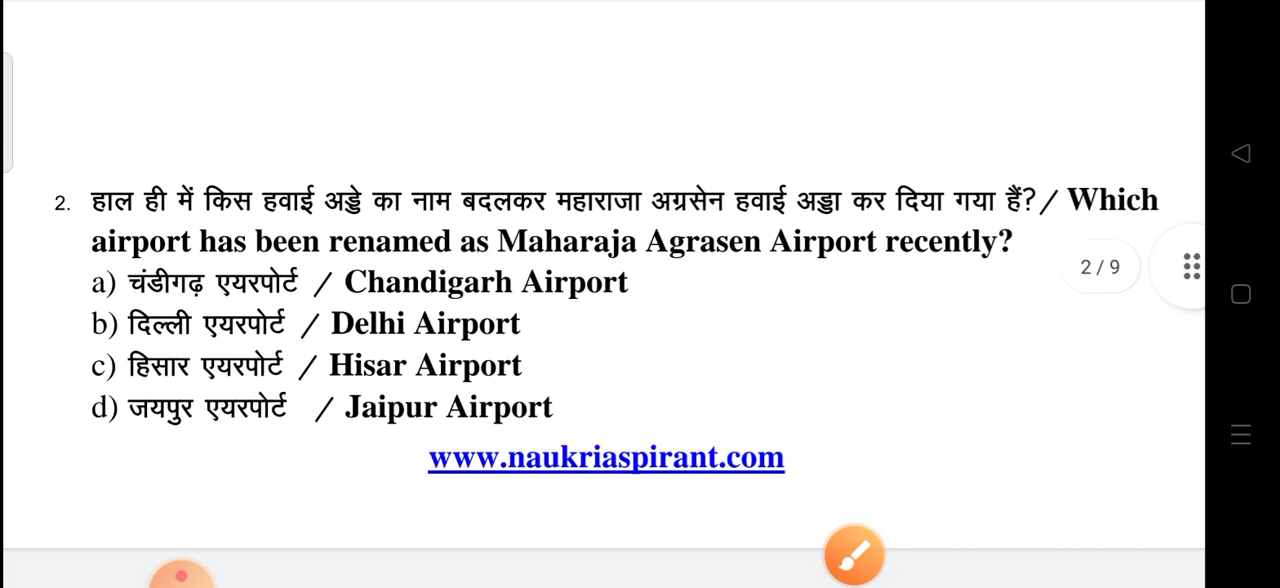 2. हाल ही में किस हवाई अड्डे का नाम बदलकर महाराजा अग्रसेन हवाई अड्डा कर दिया गया हैं?/ Which
airport has been renamed as Maharaja Agrasen Airport recently?
a) चंडीगढ़ एयरपोर्ट / Chandigarh Airport
2 / 9
b) दिल्ली एयरपोर्ट / Delhi Airport
c) हिसार एयरपोर्ट / Hisar Airport
d) जयपुर एयरपोर्ट / Jaipur Airport
www.naukriaspirant.com